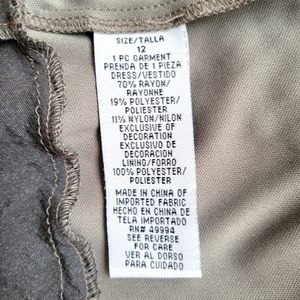 SIZE/TALLA
12
1 PC GARMENT
PRENDA DE 1 PIEZA
DRESS/VESTIDO
70% RAYON/
RAYONNE
19% POLYESTER/
POLIESTER
11% NYLON/NILON
EXCLUSIVE OF
DECORATION
EXCLUSIVO DE
DECORACION
LINING/FORRO
100% POLYESTER/
POLIESTER
MADE IN CHINA OF
IMPORTED FABRIC
HECHO EN CHINA DE
TELA IMPORTADO
RN# 49994
SEE REVERSE
FOR CARE
VER AL DORSO
PARA CUIDADO